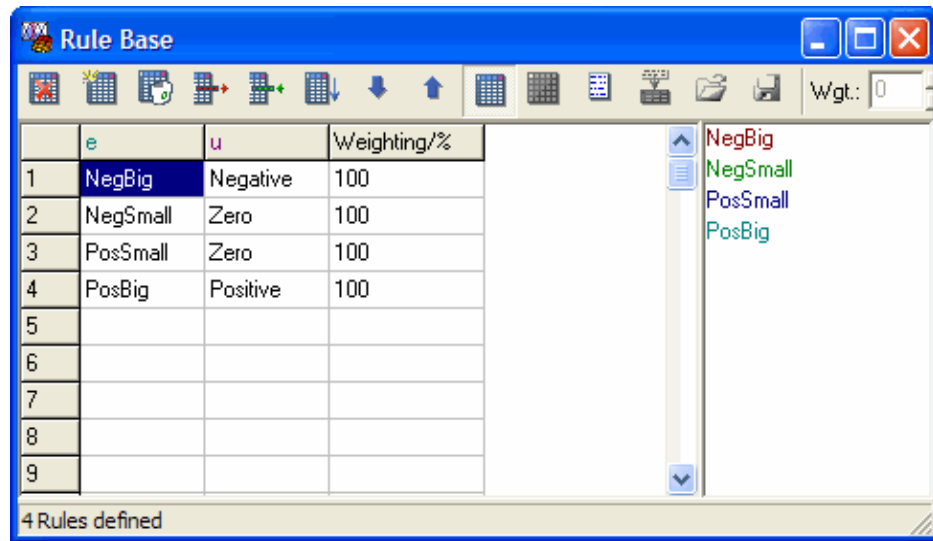 Rule Base
Wgt.: 0
e u Weighting/%
1 NegBig Negative 100
2 NegSmall Zero 100
3 PosSmall Zero 100
4 PosBig Positive 100
5
6
7
8
9
NegBig
NegSmall
PosSmall
PosBig
4 Rules defined